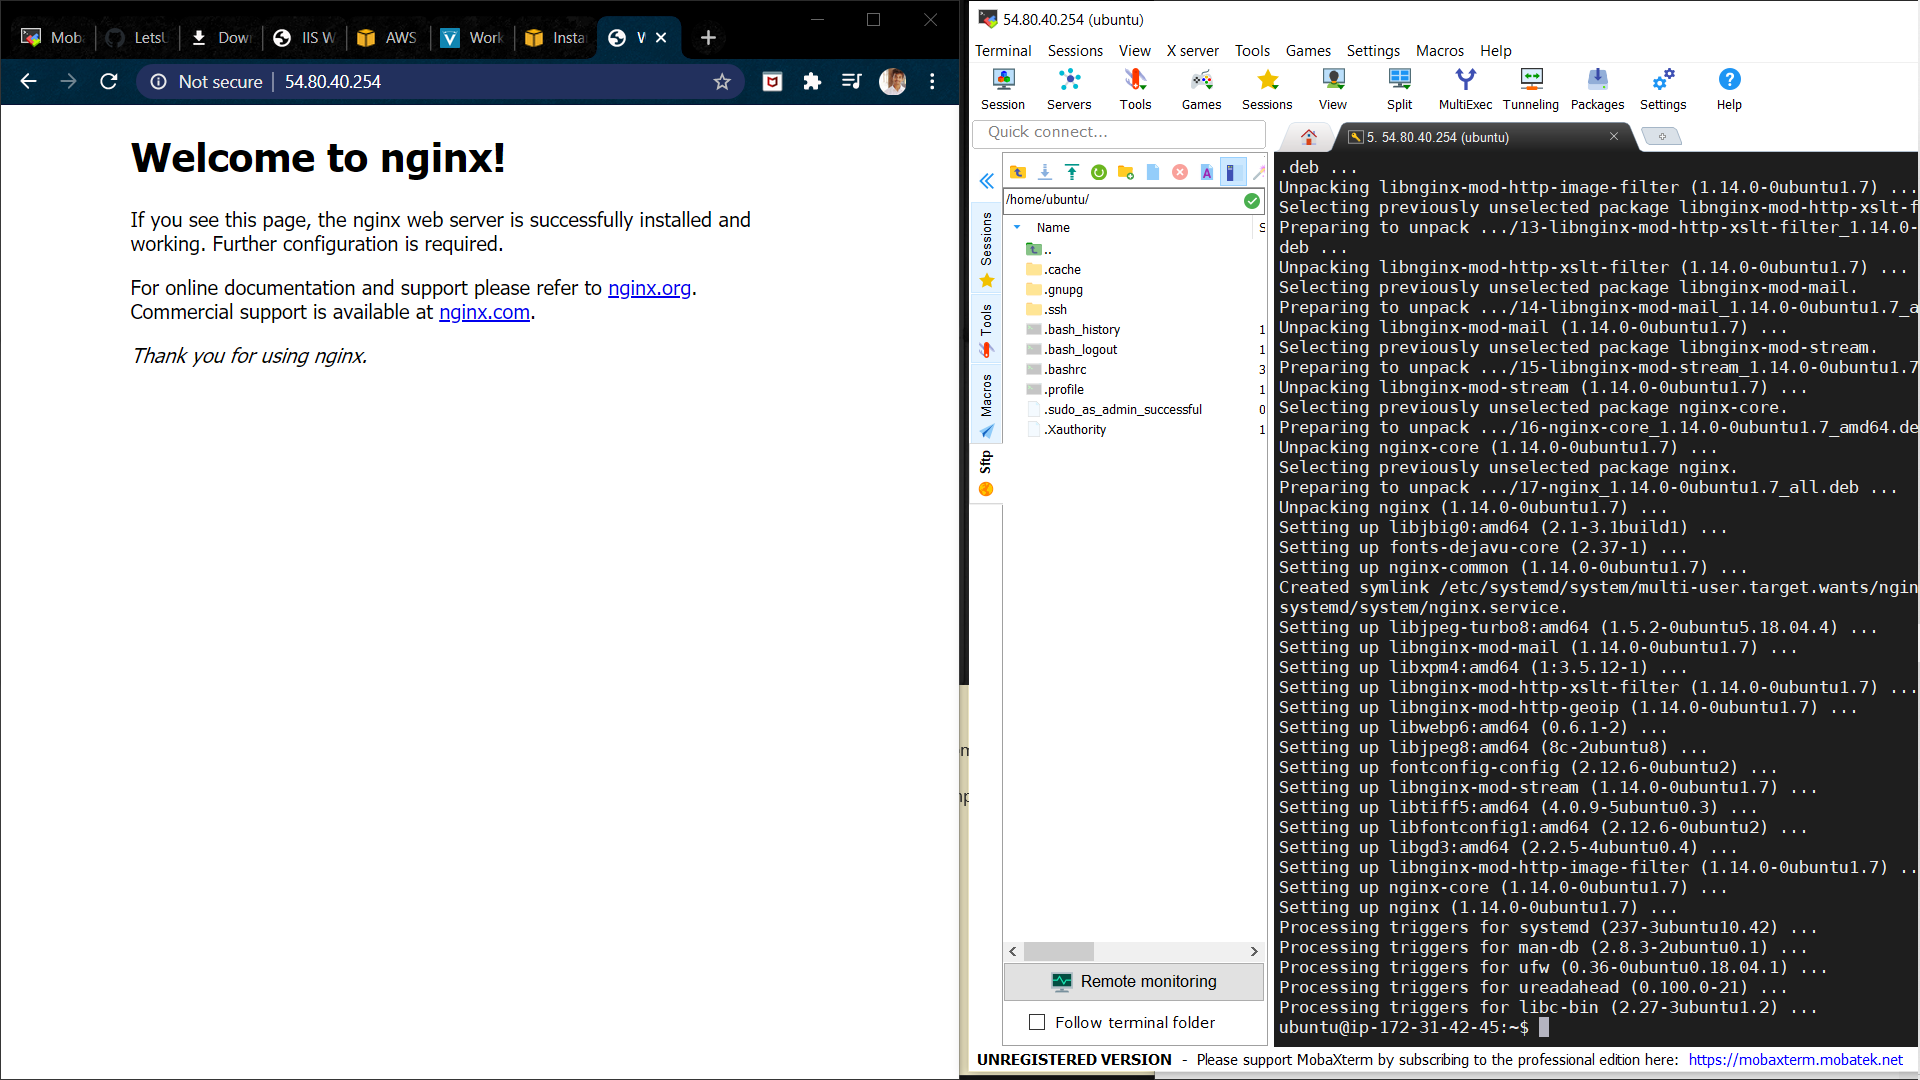 Mob
LetsU
Dow
IIS W
AWS
Work
Insta
W
Not secure
54.80.40.254
Welcome to nginx!
If you see this page, the nginx web server is successfully installed and
working. Further configuration is required.
For online documentation and support please refer to nginx.org.
Commercial support is available at nginx.com.
Thank you for using nginx.
54.80.40.254 (ubuntu)
Terminal Sessions View X server Tools Games Settings Macros Help
Session Servers Tools Games Sessions View Split MultiExec Tunneling Packages Settings Help
Quick connect...
5. 54.80.40.254 (ubuntu)
Sessions
Tools
Macros
Sftp
/home/ubuntu/
Name S
..
.cache
.gnupg
.ssh
.bash_history 1
.bash_logout 1
.bashrc 3
.profile 1
.sudo_as_admin_successful 0
.Xauthority 1
Remote monitoring
Follow terminal folder
.deb ...
Unpacking libnginx-mod-http-image-filter (1.14.0-0ubuntu1.7) ...
Selecting previously unselected package libnginx-mod-http-xslt-f
Preparing to unpack .../13-libnginx-mod-http-xslt-filter_1.14.0-
deb ...
Unpacking libnginx-mod-http-xslt-filter (1.14.0-0ubuntu1.7) ...
Selecting previously unselected package libnginx-mod-mail.
Preparing to unpack .../14-libnginx-mod-mail_1.14.0-0ubuntu1.7_a
Unpacking libnginx-mod-mail (1.14.0-0ubuntu1.7) ...
Selecting previously unselected package libnginx-mod-stream.
Preparing to unpack .../15-libnginx-mod-stream_1.14.0-0ubuntu1.7
Unpacking libnginx-mod-stream (1.14.0-0ubuntu1.7) ...
Selecting previously unselected package nginx-core.
Preparing to unpack .../16-nginx-core_1.14.0-0ubuntu1.7_amd64.de
Unpacking nginx-core (1.14.0-0ubuntu1.7) ...
Selecting previously unselected package nginx.
Preparing to unpack .../17-nginx_1.14.0-0ubuntu1.7_all.deb ...
Unpacking nginx (1.14.0-0ubuntu1.7) ...
Setting up libjbig0:amd64 (2.1-3.1build1) ...
Setting up fonts-dejavu-core (2.37-1) ...
Setting up nginx-common (1.14.0-0ubuntu1.7) ...
Created symlink /etc/systemd/system/multi-user.target.wants/ngin
systemd/system/nginx.service.
Setting up libjpeg-turbo8:amd64 (1.5.2-0ubuntu5.18.04.4) ...
Setting up libnginx-mod-mail (1.14.0-0ubuntu1.7) ...
Setting up libxpm4:amd64 (1:3.5.12-1) ...
Setting up libnginx-mod-http-xslt-filter (1.14.0-0ubuntu1.7) ...
Setting up libnginx-mod-http-geoip (1.14.0-0ubuntu1.7) ...
Setting up libwebp6:amd64 (0.6.1-2) ...
Setting up libjpeg8:amd64 (8c-2ubuntu8) ...
Setting up fontconfig-config (2.12.6-0ubuntu2) ...
Setting up libnginx-mod-stream (1.14.0-0ubuntu1.7) ...
Setting up libtiff5:amd64 (4.0.9-5ubuntu0.3) ...
Setting up libfontconfig1:amd64 (2.12.6-0ubuntu2) ...
Setting up libgd3:amd64 (2.2.5-4ubuntu0.4) ...
Setting up libnginx-mod-http-image-filter (1.14.0-0ubuntu1.7) ..
Setting up nginx-core (1.14.0-0ubuntu1.7) ...
Setting up nginx (1.14.0-0ubuntu1.7) ...
Processing triggers for systemd (237-3ubuntu10.42) ...
Processing triggers for man-db (2.8.3-2ubuntu0.1) ...
Processing triggers for ufw (0.36-0ubuntu0.18.04.1) ...
Processing triggers for ureadahead (0.100.0-21) ...
Processing triggers for libc-bin (2.27-3ubuntu1.2) ...
ubuntu@ip-172-31-42-45:~$
UNREGISTERED VERSION - Please support MobaXterm by subscribing to the professional edition here: https://mobaxterm.mobatek.net